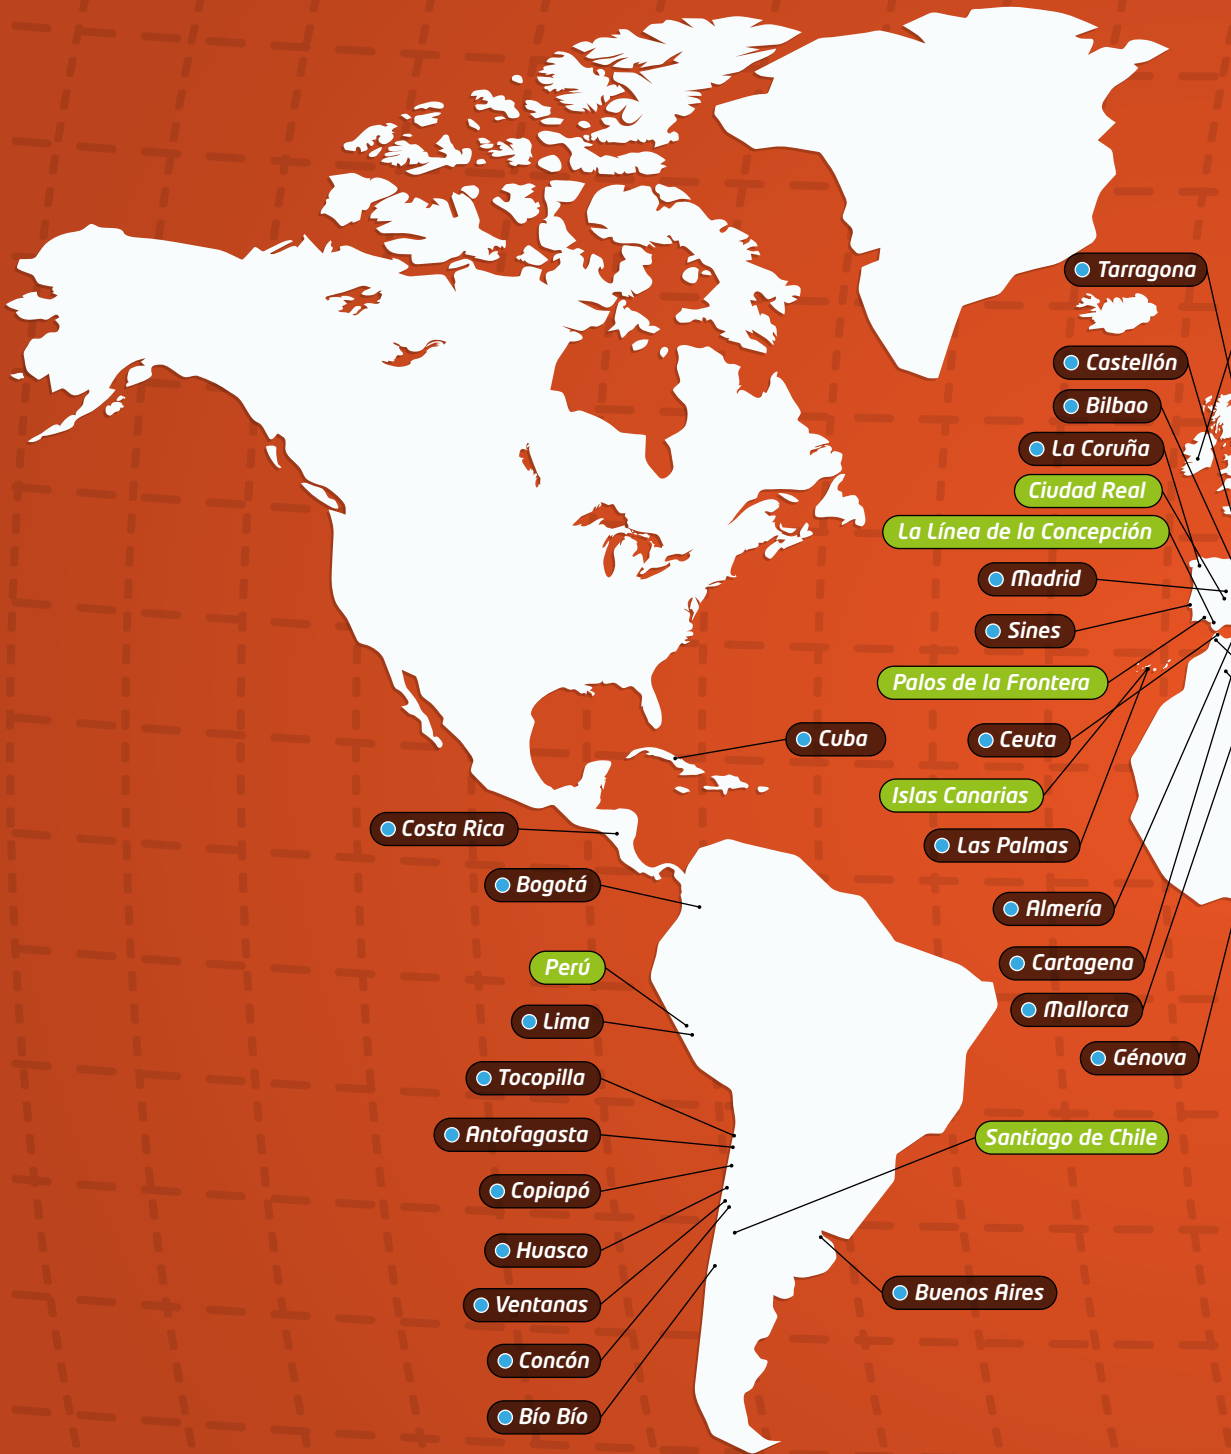 Tarragona
Castellón
Bilbao
La Coruña
Ciudad Real
La Línea de la Concepción
Madrid
Sines
Palos de la Frontera
Cuba
Ceuta
Islas Canarias
Costa Rica
Las Palmas
Bogotá
Almería
Perú
Cartagena
Lima
Mallorca
Génova
Tocopilla
Antofagasta
Santiago de Chile
Copiapó
Huasco
Ventanas
Buenos Aires
Concón
Bío Bío